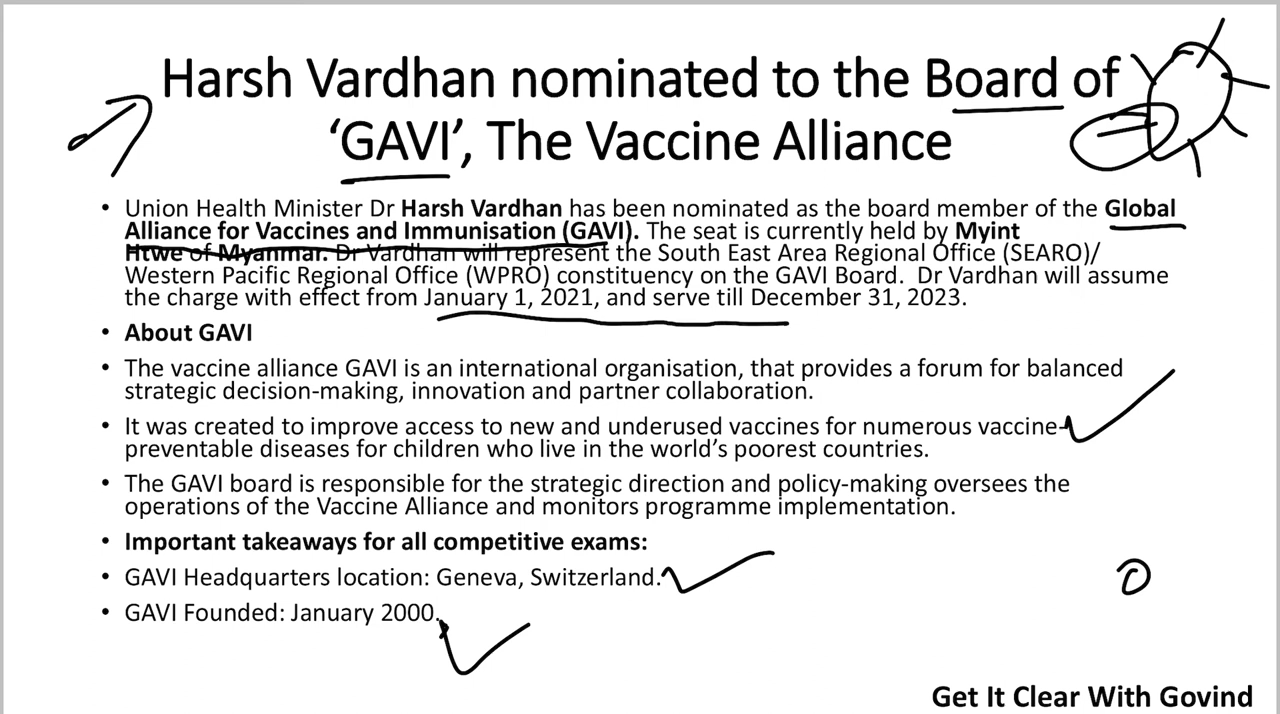 Harsh Vardhan nominated to the Board of
‘GAVI’, The Vaccine Alliance
• Union Health Minister Dr Harsh Vardhan has been nominated as the board member of the Global
Alliance for Vaccines and Immunisation (GAVI). The seat is currently held by Myint
Htwe of Myanmar. Dr Vardhan will represent the South East Area Regional Office (SEARO)/
Western Pacific Regional Office (WPRO) constituency on the GAVI Board.  Dr Vardhan will assume
the charge with effect from January 1, 2021, and serve till December 31, 2023.
• About GAVI
• The vaccine alliance GAVI is an international organisation, that provides a forum for balanced
strategic decision-making, innovation and partner collaboration.
• It was created to improve access to new and underused vaccines for numerous vaccine-
preventable diseases for children who live in the world’s poorest countries.
• The GAVI board is responsible for the strategic direction and policy-making oversees the
operations of the Vaccine Alliance and monitors programme implementation.
• Important takeaways for all competitive exams:
• GAVI Headquarters location: Geneva, Switzerland.
• GAVI Founded: January 2000.
Get It Clear With Govind